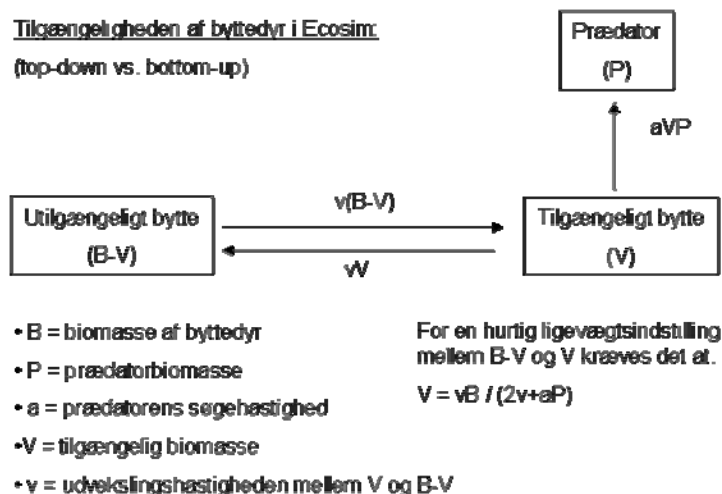 Tilgængeligheden af byttedyr i Ecosim:
(top-down vs. bottom-up)
Prædator
(P)
aVP
Utilgængeligt bytte
(B-V)
v(B-V)
vV
Tilgængeligt bytte
(V)
• B = biomasse af byttedyr
• P = prædatorbiomasse
• a = prædatorens søgehastighed
•V = tilgængelig biomasse
• v = udvekslingshastigheden mellem V og B-V
For en hurtig ligevægtsindstilling
mellem B-V og V kræves det at:
V = vB / (2v+aP)